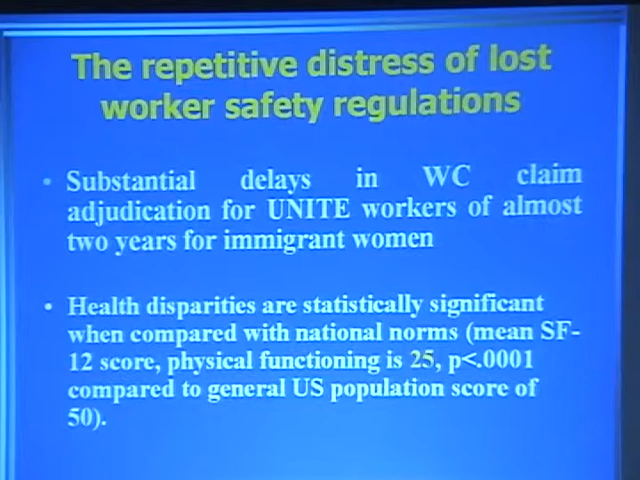 The repetitive distress of lost
worker safety regulations
• Substantial delays in WC claim
adjudication for UNITE workers of almost
two years for immigrant women
• Health disparities are statistically significant
when compared with national norms (mean SF-
12 score, physical functioning is 25, p<.0001
compared to general US population score of
50).